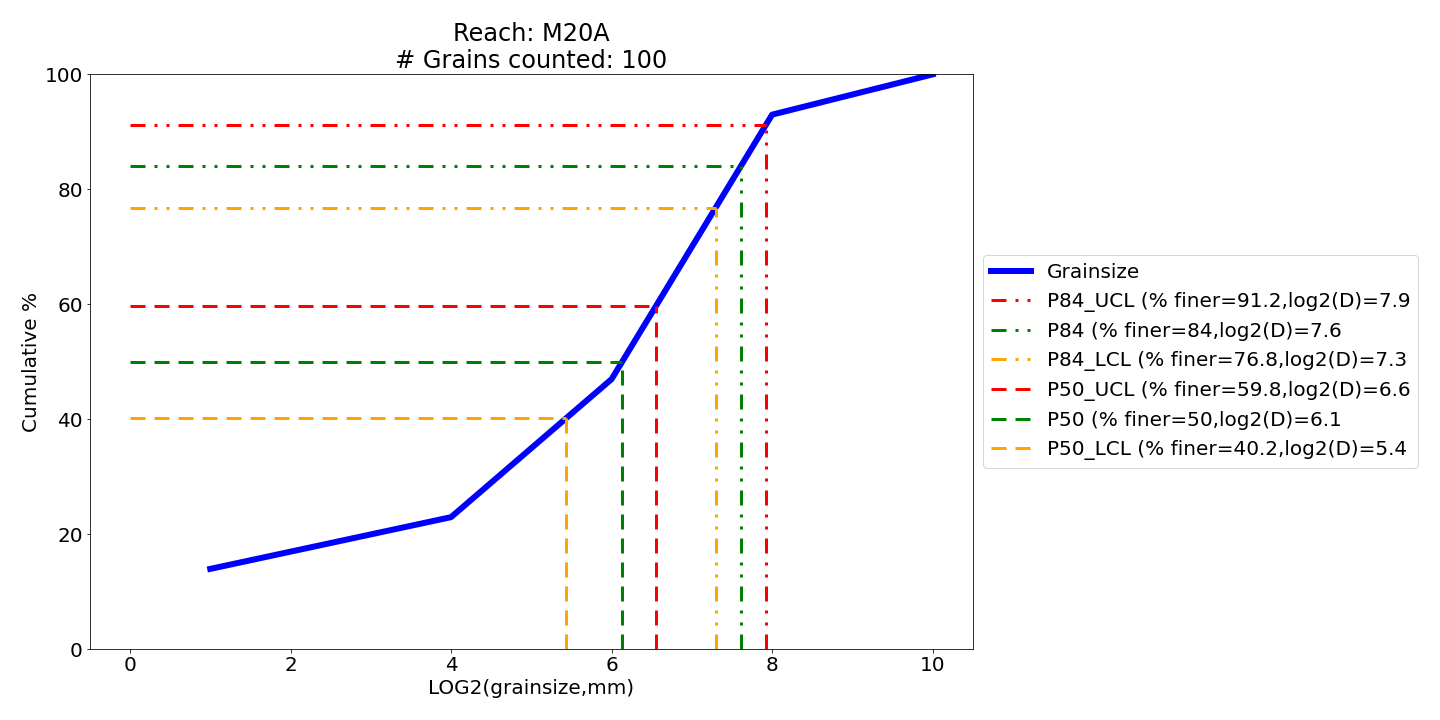 Reach: M20A
# Grains counted: 100
100
80
60
40
20
0
Cumulative %
0 2 4 6 8 10
LOG2(grainsize,mm)
Grainsize
P84_UCL (% finer=91.2,log2(D)=7.9
P84 (% finer=84,log2(D)=7.6
P84_LCL (% finer=76.8,log2(D)=7.3
P50_UCL (% finer=59.8,log2(D)=6.6
P50 (% finer=50,log2(D)=6.1
P50_LCL (% finer=40.2,log2(D)=5.4